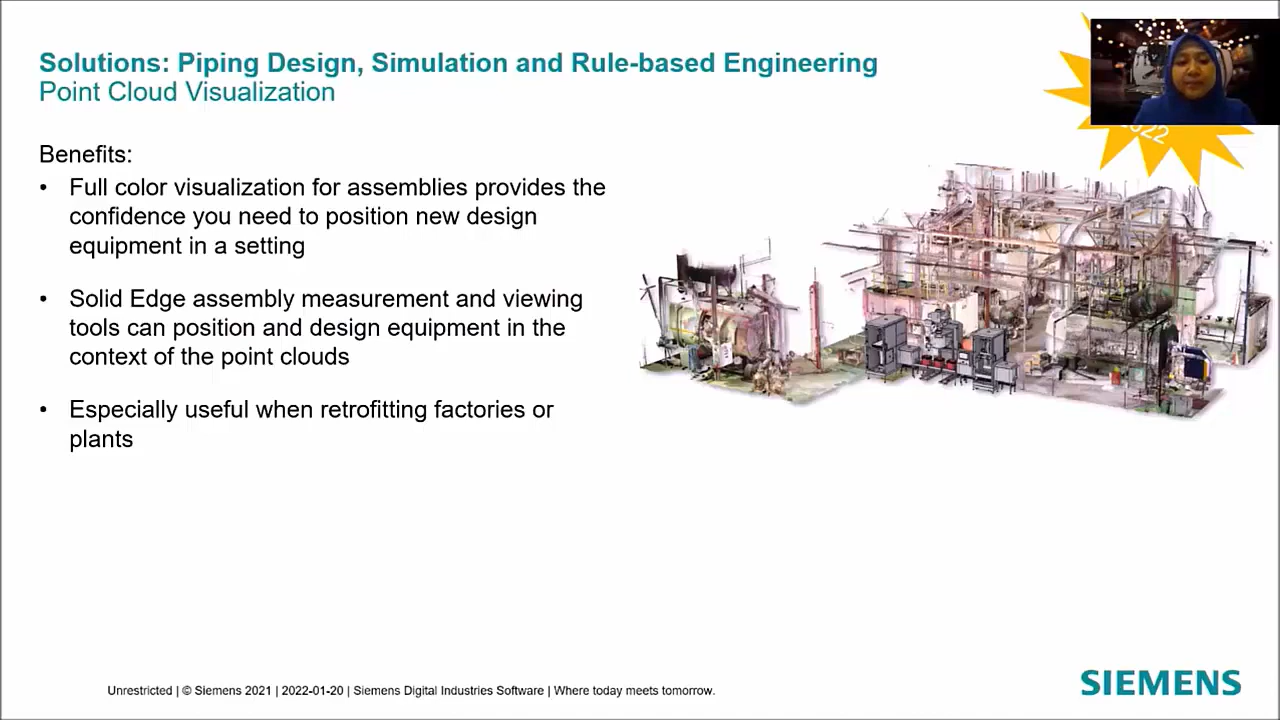 Solutions: Piping Design, Simulation and Rule-based Engineering
Point Cloud Visualization
Benefits:
• Full color visualization for assemblies provides the
confidence you need to position new design
equipment in a setting
• Solid Edge assembly measurement and viewing
tools can position and design equipment in the
context of the point clouds
• Especially useful when retrofitting factories or
plants
Unrestricted | © Siemens 2021 | 2022-01-20 | Siemens Digital Industries Software | Where today meets tomorrow.
SIEMENS